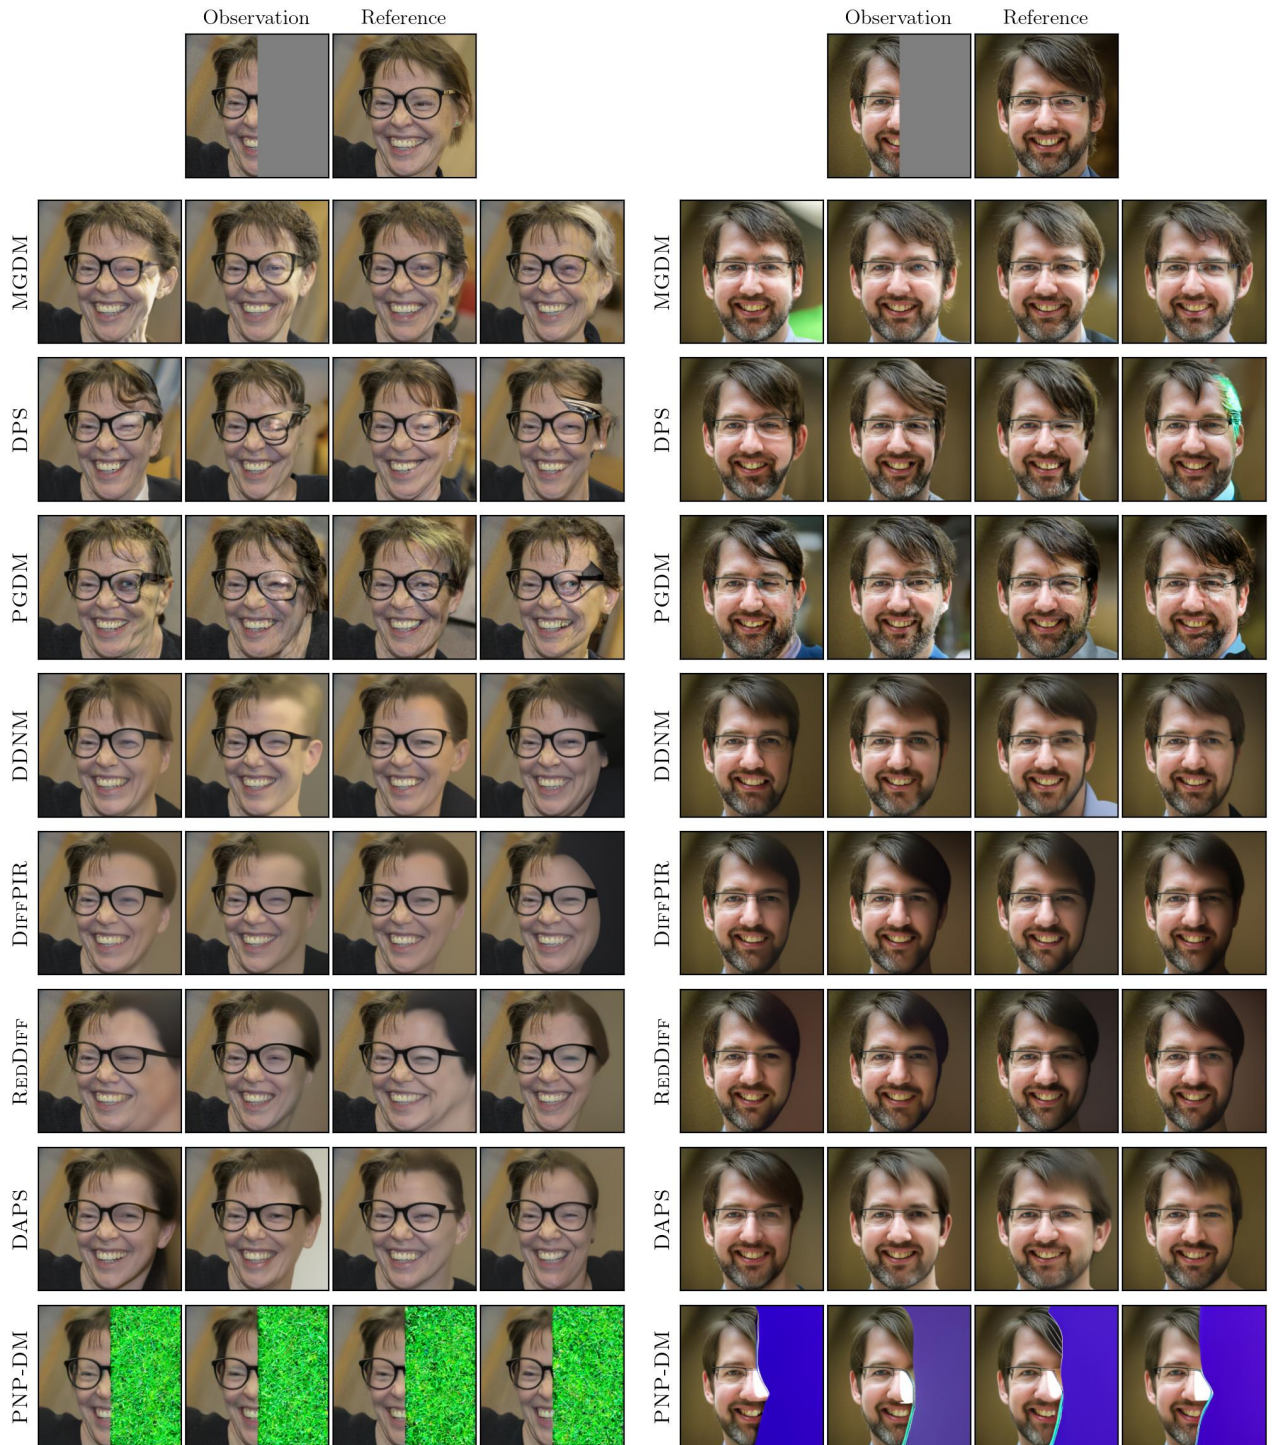 Observation Reference Observation Reference
MGDM MGDM
DPS DPS
PGDM PGDM
DDNM DDNM
DIFFPIR DIFFPIR
REDDIFF REDDIFF
DAPS DAPS
PNP-DM PNP-DM